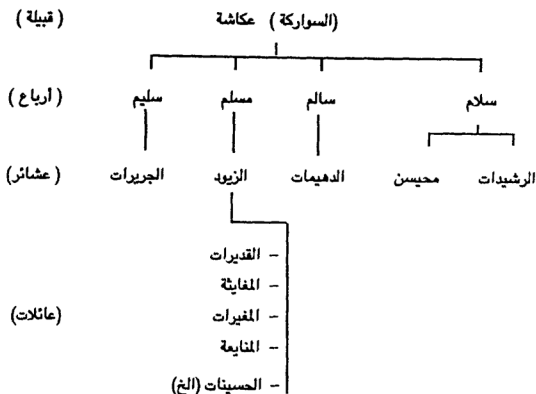 (السواركة) عكاشة (قبيلة)
سلام سالم مسلم سليم (أرباع)
الرشيدات محيسن الدهيمات الزيود الجريرات (عشائر)
- القديرات
- المغايثة
- المغيرات (عائلات)
- المنايعة
- الحسينات (الخ)